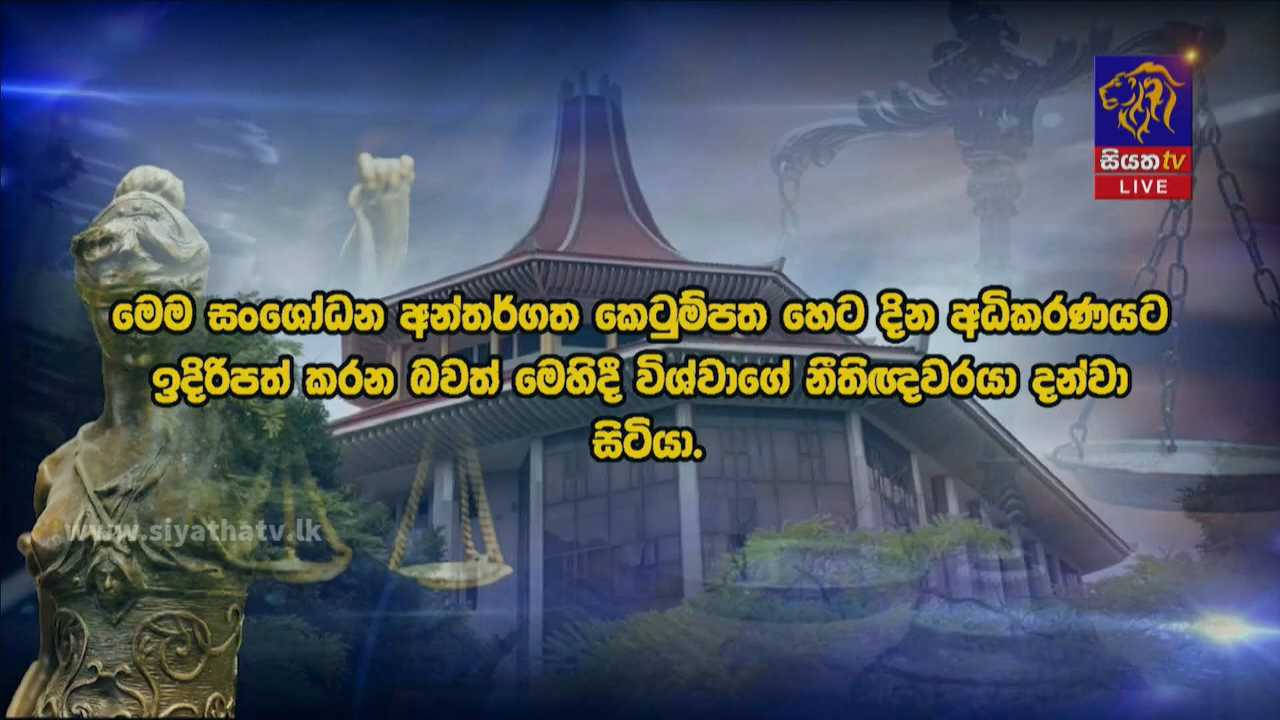 සියත tv
LIVE
මෙම සංශෝධන අන්තර්ගත කෙටුම්පත හෙට දින අධිකරණයට
ඉදිරිපත් කරන බවත් මෙහිදී විශ්වාගේ නීතිඥවරයා දන්වා
සිටියා.
www.siyathatv.lk